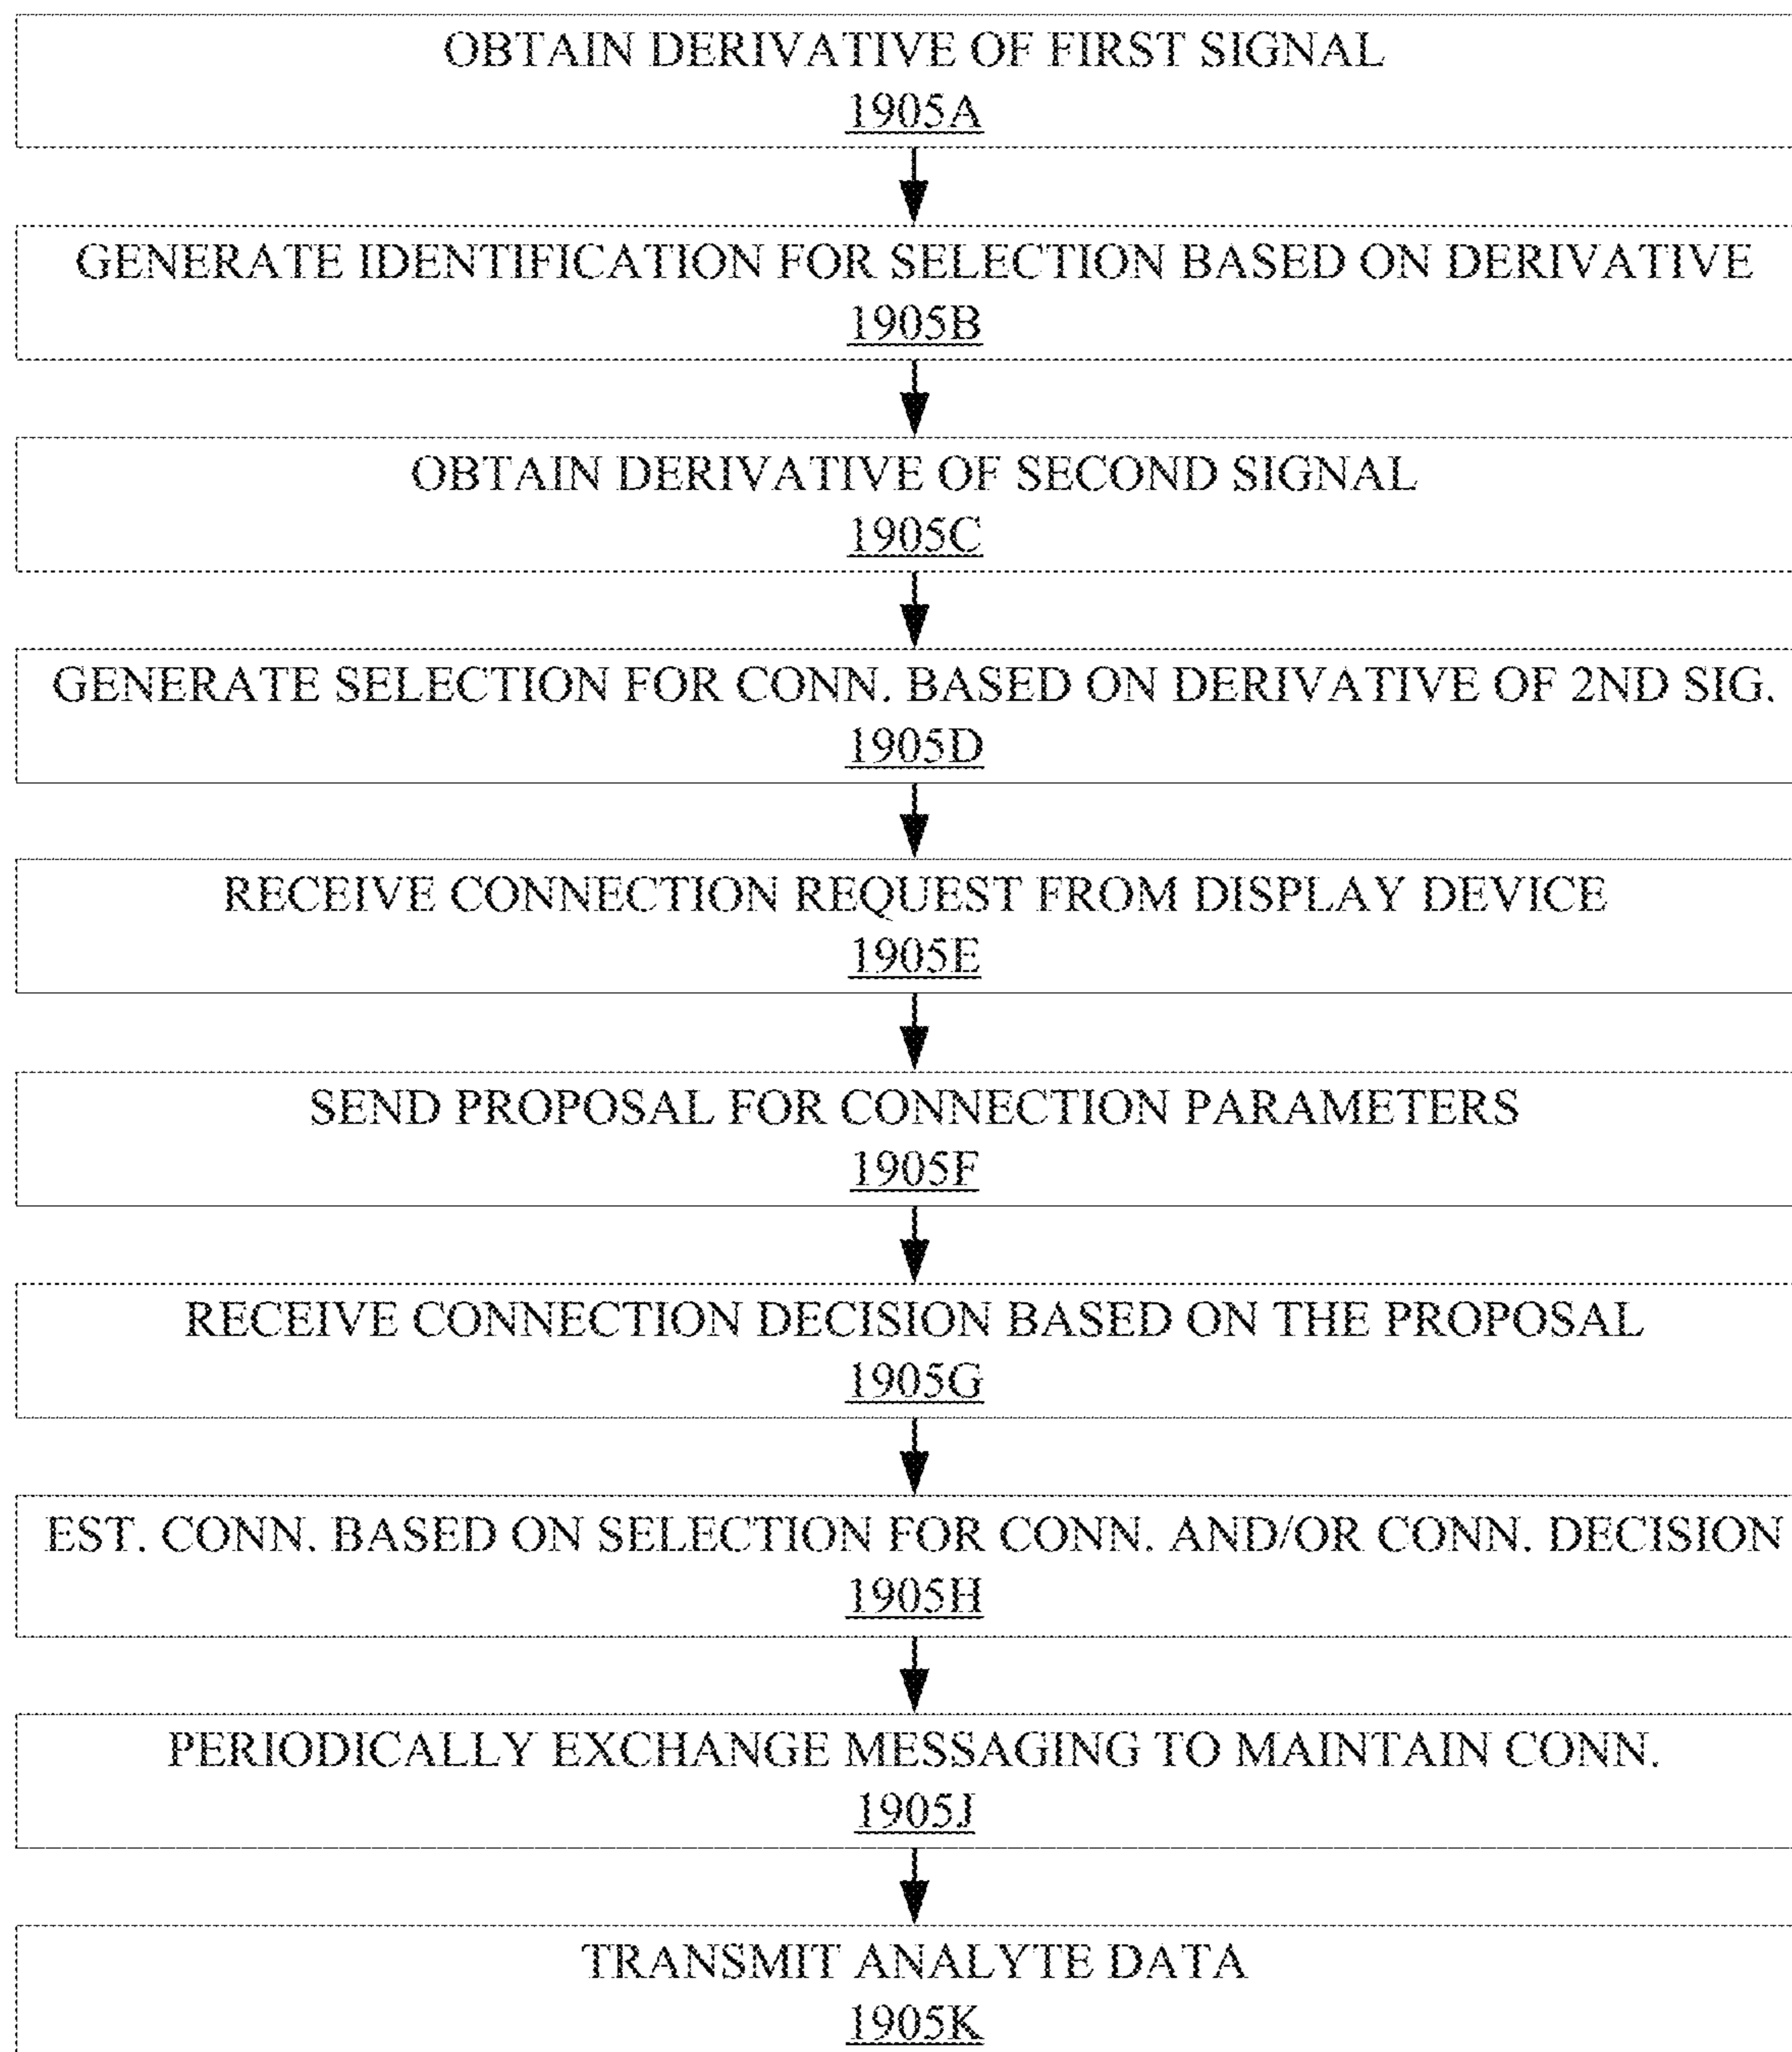 OBTAIN DERIVATIVE OF FIRST SIGNAL
1905A
GENERATE IDENTIFICATION FOR SELECTION BASED ON DERIVATIVE
1905B
OBTAIN DERIVATIVE OF SECOND SIGNAL
1905C
GENERATE SELECTION FOR CONN. BASED ON DERIVATIVE OF 2ND SIG.
1905D
RECEIVE CONNECTION REQUEST FROM DISPLAY DEVICE
1905E
SEND PROPOSAL FOR CONNECTION PARAMETERS
1905F
RECEIVE CONNECTION DECISION BASED ON THE PROPOSAL
1905G
EST. CONN. BASED ON SELECTION FOR CONN. AND/OR CONN. DECISION
1905H
PERIODICALLY EXCHANGE MESSAGING TO MAINTAIN CONN.
1905J
TRANSMIT ANALYTE DATA
1905K